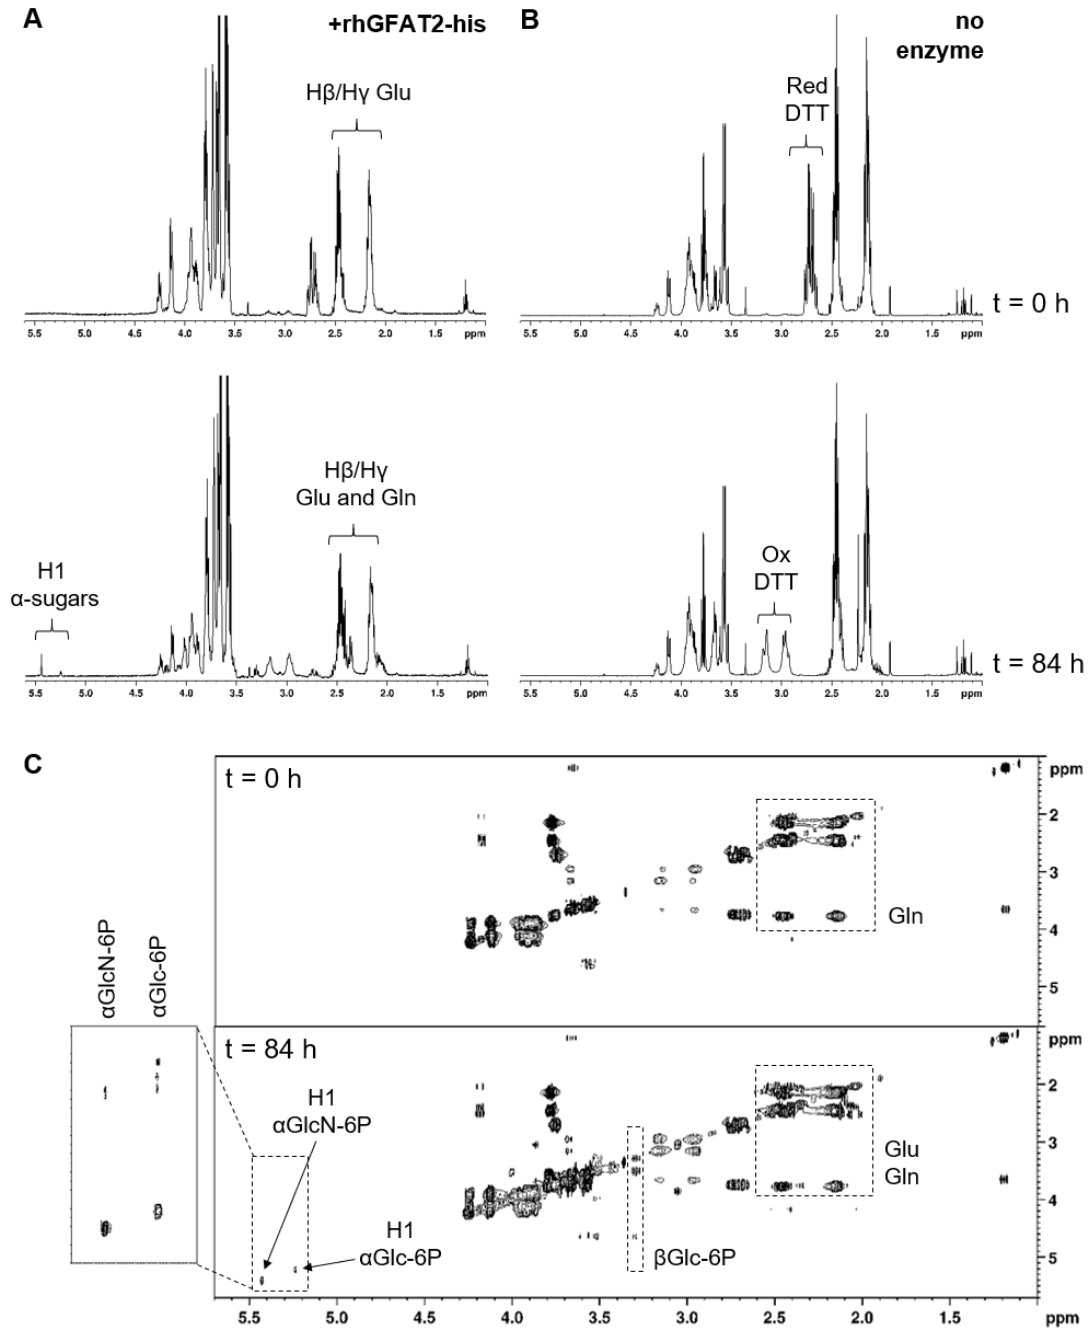 A
+rhGFAT2-his
B
no
enzyme
Hβ/Hγ Glu
Red
DTT
5.5 5.0 4.5 4.0 3.5 3.0 2.5 2.0 1.5 ppm
5.5 5.0 4.5 4.0 3.5 3.0 2.5 2.0 1.5 ppm
t = 0 h
Hβ/Hγ
Glu and Gln
H1
α-sugars
Ox
DTT
5.5 5.0 4.5 4.0 3.5 3.0 2.5 2.0 1.5 ppm
5.5 5.0 4.5 4.0 3.5 3.0 2.5 2.0 1.5 ppm
t = 84 h
C
t = 0 h
ppm
2
3
4
5
Gln
αGlcN-6P
αGlc-6P
t = 84 h
ppm
2
3
4
5
H1
αGlcN-6P
Glu
Gln
H1
αGlc-6P
βGlc-6P
5.5 5.0 4.5 4.0 3.5 3.0 2.5 2.0 1.5 ppm